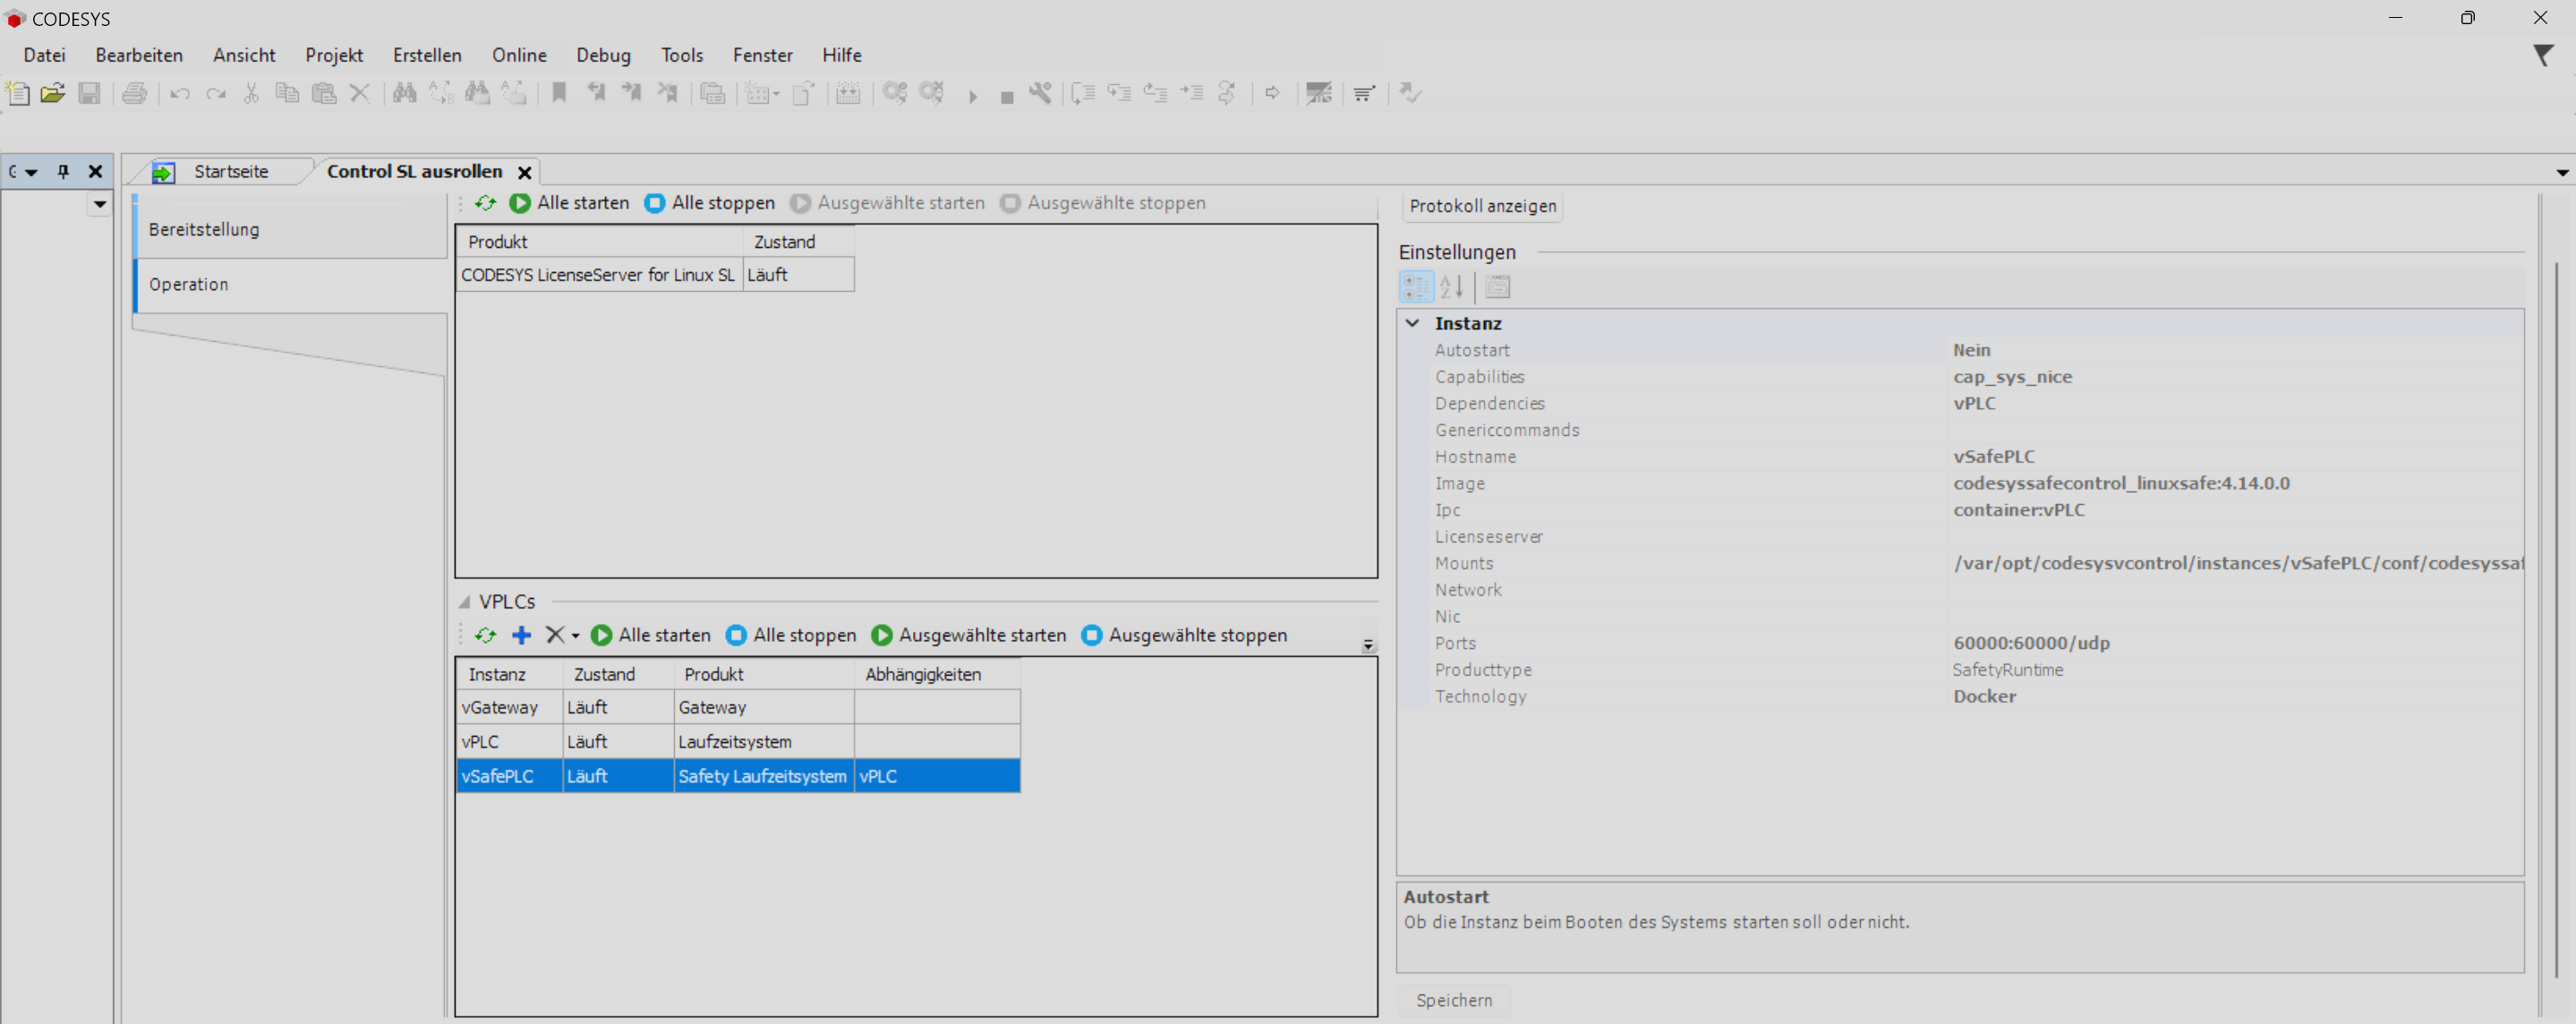 CODESYS
Datei Bearbeiten Ansicht Projekt Erstellen Online Debug Tools Fenster Hilfe
Startseite Control SL ausrollen
Bereitstellung
Operation
Alle starten Alle stoppen Ausgewählte starten Ausgewählte stoppen
Produkt Zustand
CODESYS LicenseServer for Linux SL Läuft
VPLCs
Alle starten Alle stoppen Ausgewählte starten Ausgewählte stoppen
Instanz Zustand Produkt Abhängigkeiten
vGateway Läuft Gateway
vPLC Läuft Laufzeitsystem
vSafePLC Läuft Safety Laufzeitsystem vPLC
Protokoll anzeigen
Einstellungen
Instanz
Autostart Nein
Capabilities cap_sys_nice
Dependencies vPLC
Genericcommands
Hostname vSafePLC
Image codesyssafecontrol_linuxsafe:4.14.0.0
Ipc container:vPLC
Licenseserver
Mounts /var/opt/codesysvcontrol/instances/vSafePLC/conf/codesyssaf
Network
Nic
Ports 60000:60000/udp
Producttype SafetyRuntime
Technology Docker
Autostart
Ob die Instanz beim Booten des Systems starten soll oder nicht.
Speichern